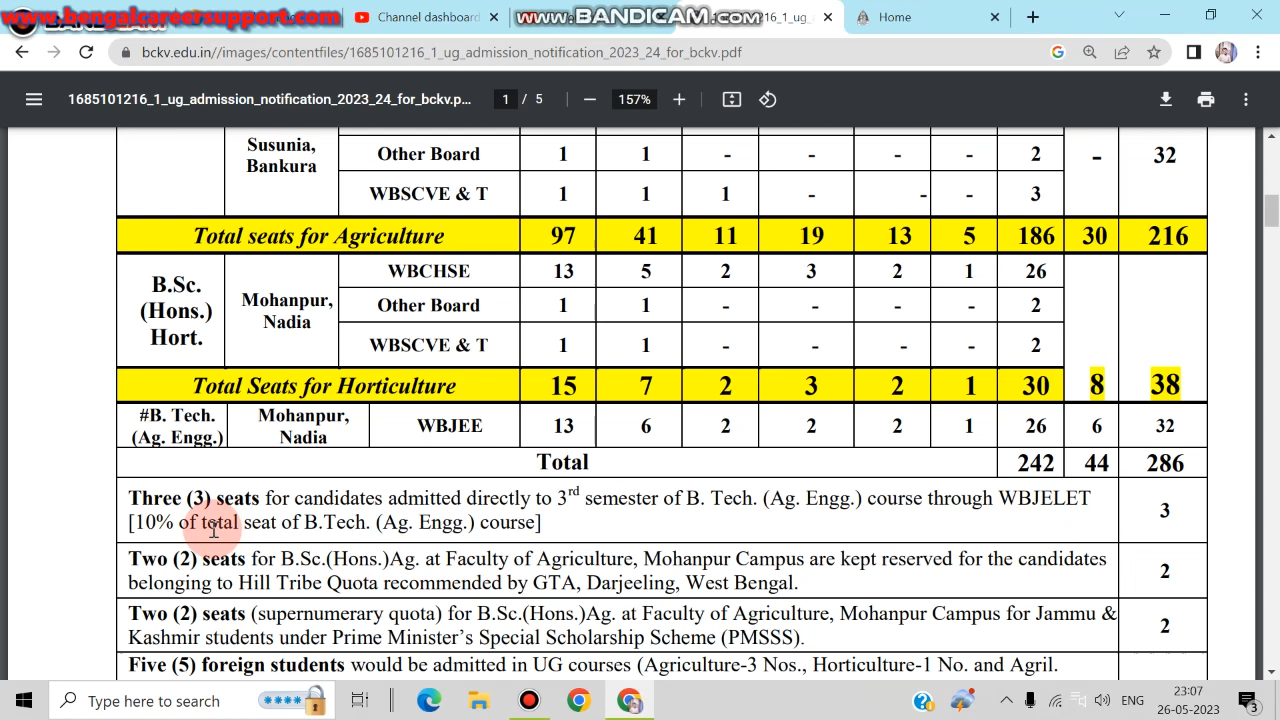 www.bengalcareersupport.com
Channel dashboard
www.BANDICAM.com
16_1_ug_
Home
bckv.edu.in//images/contentfiles/1685101216_1_ug_admission_notification_2023_24_for_bckv.pdf
1685101216_1_ug_admission_notification_2023_24_for_bckv.p... 1 / 5 157%
Susunia, Other Board 1 1 - - - - 2 - 32
Bankura
WBSCVE & T 1 1 1 - - - 3
Total seats for Agriculture 97 41 11 19 13 5 186 30 216
B.Sc. WBCHSE 13 5 2 3 2 1 26
(Hons.) Mohanpur, Other Board 1 1 - - - - 2
Hort. Nadia WBSCVE & T 1 1 - - - - 2
Total Seats for Horticulture 15 7 2 3 2 1 30 8 38
#B. Tech. Mohanpur, WBJEE 13 6 2 2 2 1 26 6 32
(Ag. Engg.) Nadia
Total 242 44 286
Three (3) seats for candidates admitted directly to 3rd semester of B. Tech. (Ag. Engg.) course through WBJELET 3
[10% of total seat of B.Tech. (Ag. Engg.) course]
Two (2) seats for B.Sc.(Hons.)Ag. at Faculty of Agriculture, Mohanpur Campus are kept reserved for the candidates 2
belonging to Hill Tribe Quota recommended by GTA, Darjeeling, West Bengal.
Two (2) seats (supernumerary quota) for B.Sc.(Hons.)Ag. at Faculty of Agriculture, Mohanpur Campus for Jammu & 2
Kashmir students under Prime Minister's Special Scholarship Scheme (PMSSS).
Five (5) foreign students would be admitted in UG courses (Agriculture-3 Nos., Horticulture-1 No. and Agril.
Type here to search
ENG
23:07
26-05-2023
3